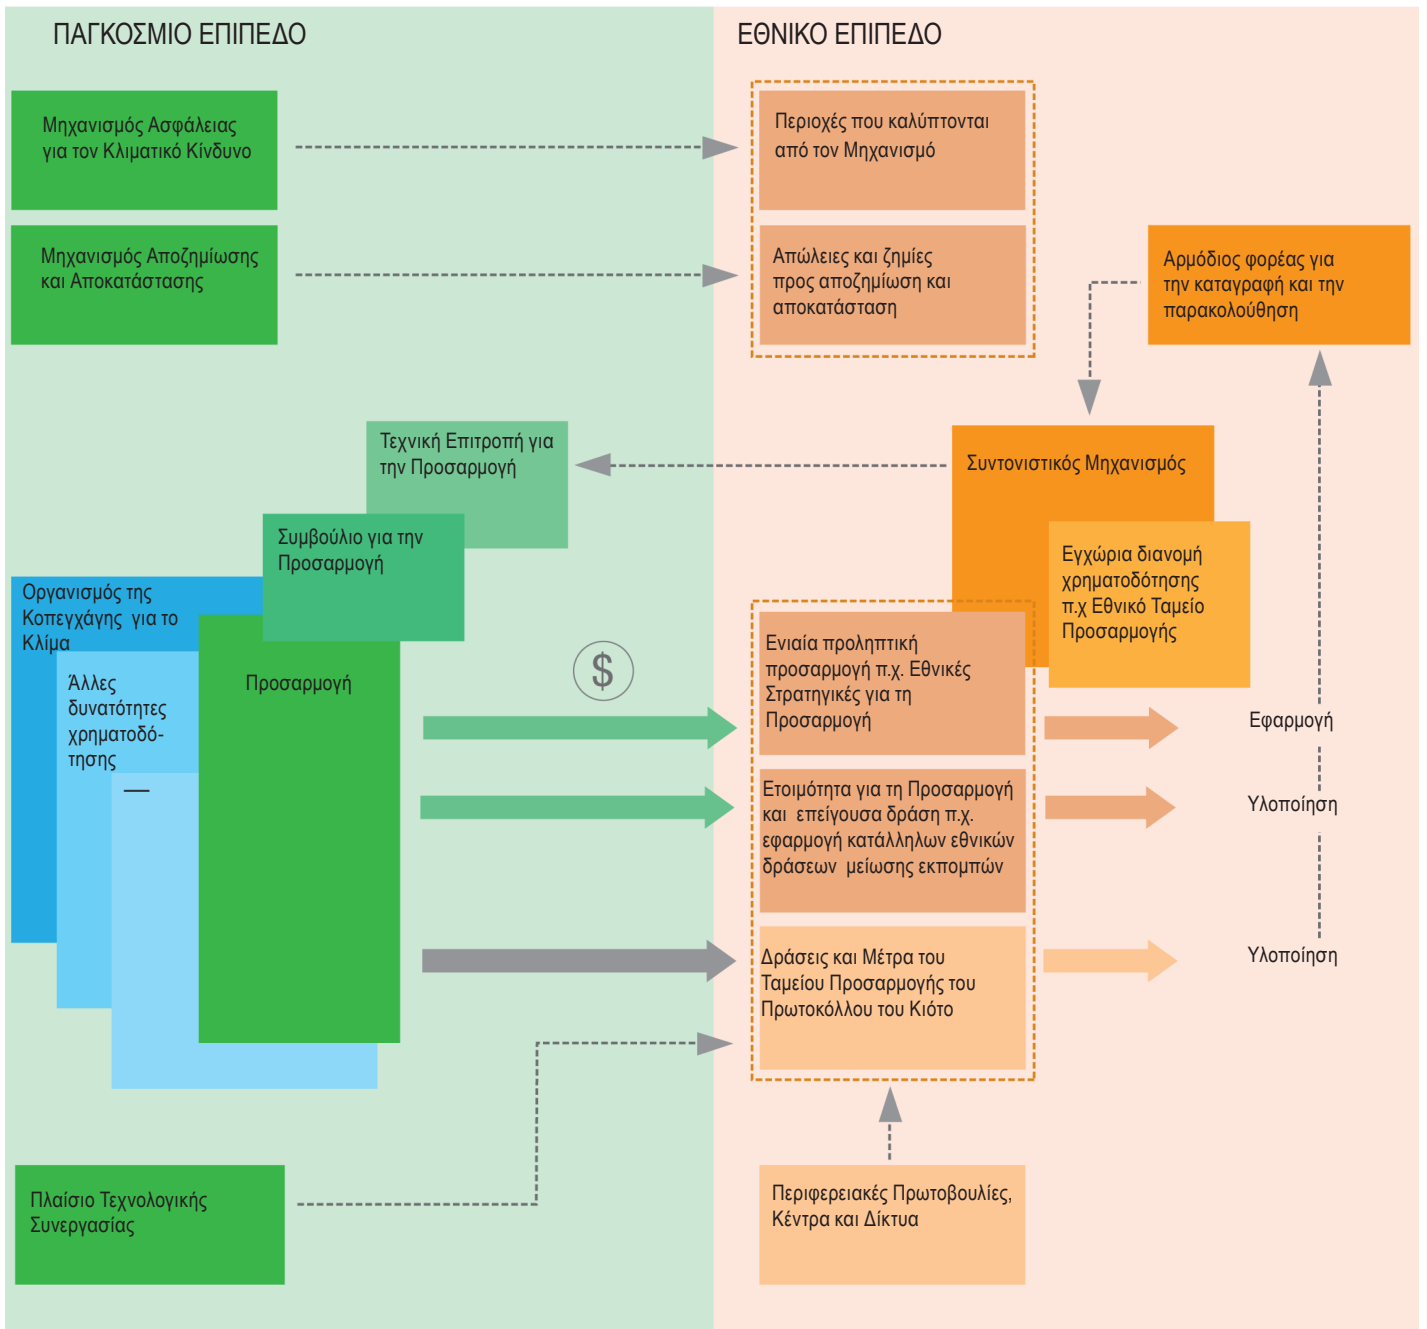 ΠΑΓΚΟΣΜΙΟ ΕΠΙΠΕΔΟ
ΕΘΝΙΚΟ ΕΠΙΠΕΔΟ
Μηχανισμός Ασφάλειας
για τον Κλιματικό Κίνδυνο
Περιοχές που καλύπτονται
από τον Μηχανισμό
Μηχανισμός Αποζημίωσης
και Αποκατάστασης
Απώλειες και ζημίες
προς αποζημίωση και
αποκατάσταση
Αρμόδιος φορέας για
την καταγραφή και την
παρακολούθηση
Τεχνική Επιτροπή για
την Προσαρμογή
Συντονιστικός Μηχανισμός
Συμβούλιο για την
Προσαρμογή
Εγχώρια διανομή
χρηματοδότησης
π.χ Εθνικό Ταμείο
Προσαρμογής
Οργανισμός της
Κοπεγχάγης για το
Κλίμα
Άλλες
δυνατότητες
χρηματοδό-
τησης
—
Προσαρμογή
$
Ενιαία προληπτική
προσαρμογή π.χ. Εθνικές
Στρατηγικές για τη
Προσαρμογή
Εφαρμογή
Ετοιμότητα για τη Προσαρμογή
και επείγουσα δράση π.χ.
εφαρμογή κατάλληλων εθνικών
δράσεων μείωσης εκπομπών
Υλοποίηση
Δράσεις και Μέτρα του
Ταμείου Προσαρμογής του
Πρωτοκόλλου του Κιότο
Υλοποίηση
Πλαίσιο Τεχνολογικής
Συνεργασίας
Περιφερειακές Πρωτοβουλίες,
Κέντρα και Δίκτυα